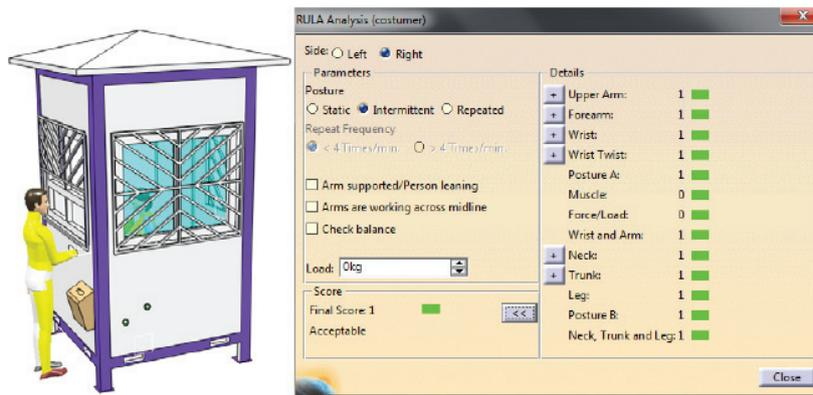 RULA Analysis (costumer)
Side: Left Right
Parameters
Posture
Static Intermittent Repeated
Repeat Frequency
< 4 Times/min. > 4 Times/min.
Arm supported/Person leaning
Arms are working across midline
Check balance
Load: 0kg
Score
Final Score: 1
<<
Acceptable
Details
+ Upper Arm: 1
+ Forearm: 1
+ Wrist: 1
+ Wrist Twist: 1
Posture A: 1
Muscle: 0
Force/Load: 0
Wrist and Arm: 1
+ Neck: 1
+ Trunk: 1
Leg: 1
Posture B: 1
Neck, Trunk and Leg: 1
Close